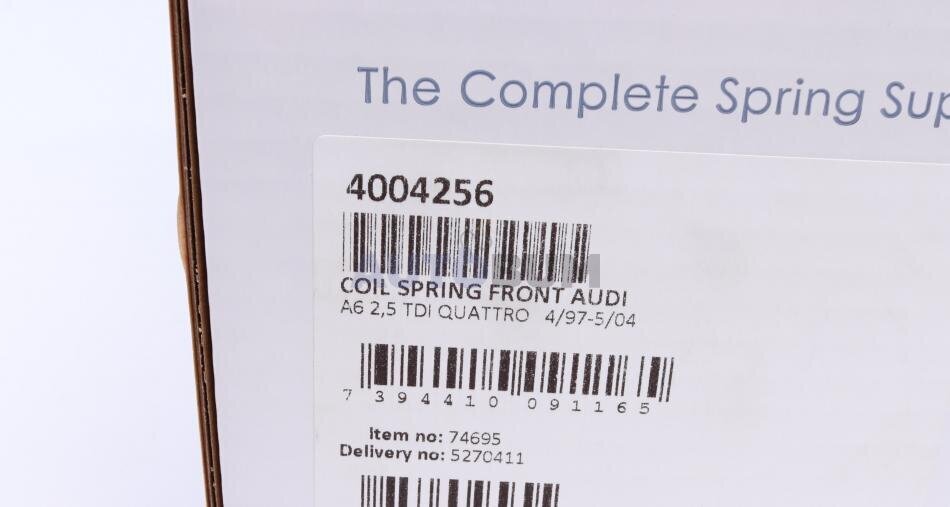 The Complete Spring Sup
4004256
COIL SPRING FRONT AUDI
A6 2,5 TDI QUATTRO 4/97-5/04
7 394410 091165
Item no: 74695
Delivery no: 5270411